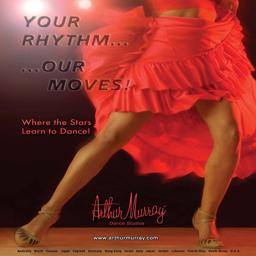 YOUR
RHYTHM...
...OUR
MOVES!
Where the Stars
Learn to Dance!
Arthur Murray
Dance Studios
www.arthurmurray.com